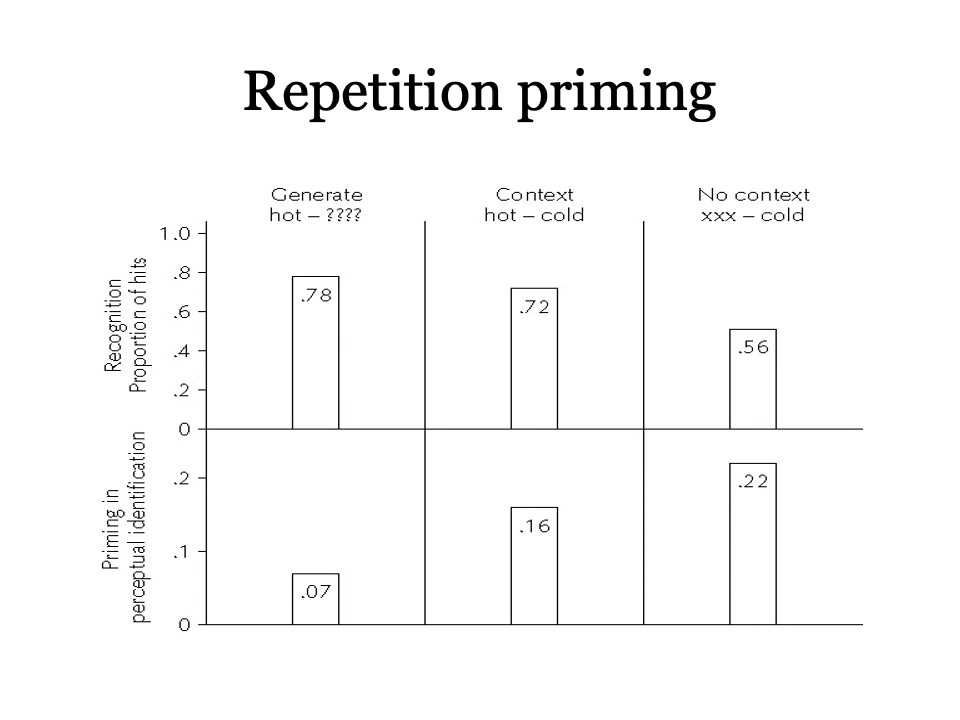 Repetition priming
Generate
hot – ????
Context
hot – cold
No context
xxx – cold
Recognition
Proportion of hits
1.0
.8
.6
.4
.2
0
.78
.72
.56
Priming in
perceptual identification
.2
.1
0
.07
.16
.22